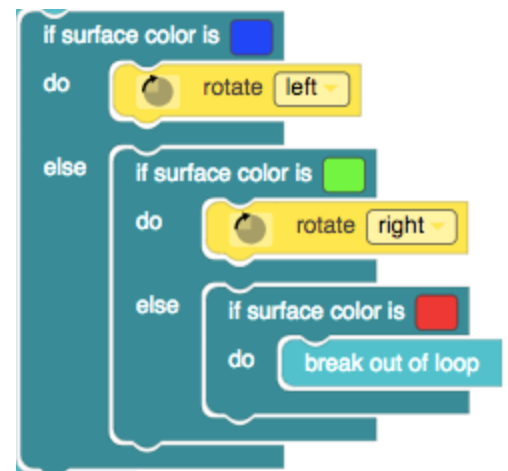 if surface color is
do rotate left
else if surface color is
do rotate right
else if surface color is
do break out of loop